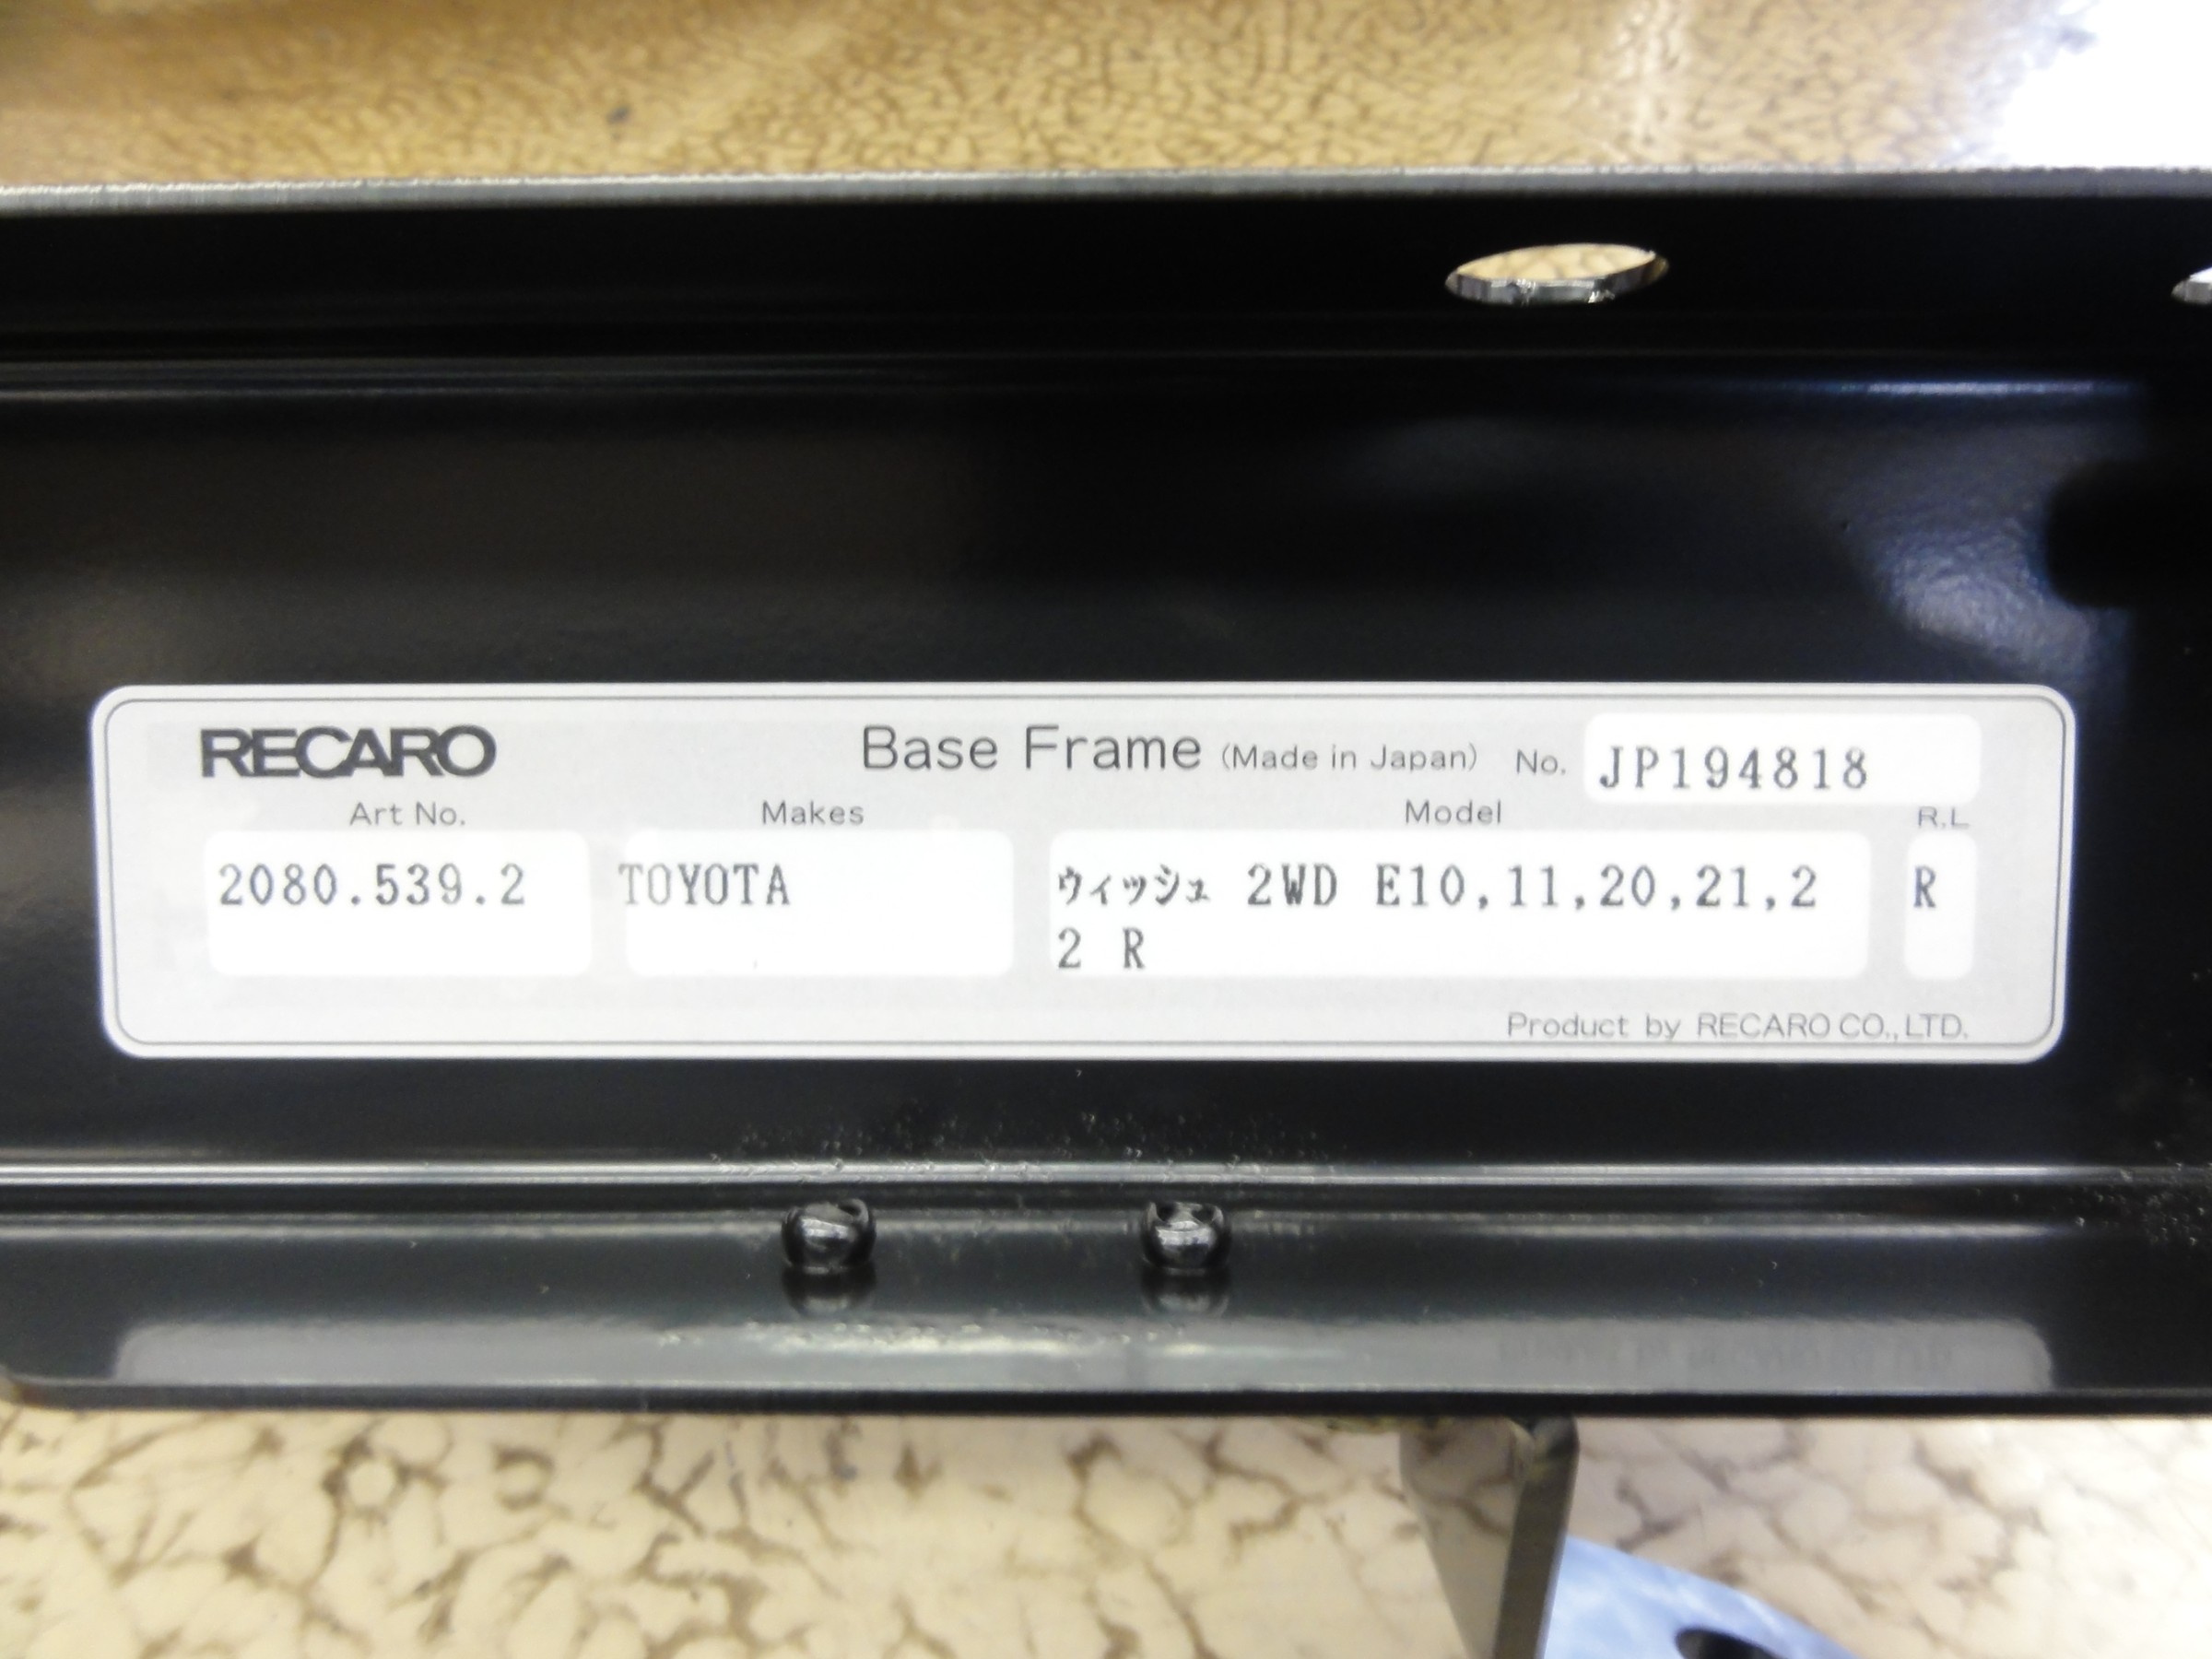 RECARO Base Frame (Made in Japan) No. JP194818
Art No. Makes Model R.L
2080.539.2 TOYOTA ウィッシュ 2WD E10,11,20,21,2 R
2 R
Product by RECARO CO.,LTD.